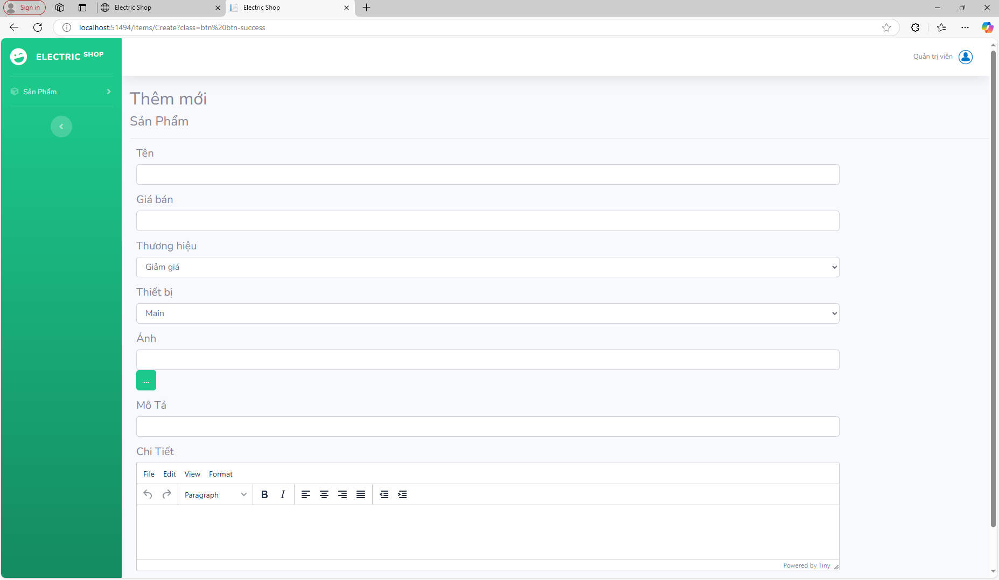 Sign in
Electric Shop
Electric Shop
localhost:51494/Items/Create?class=btn%20btn-success
ELECTRIC SHOP
Quản trị viên
Sản Phẩm
Thêm mới
Sản Phẩm
Tên
Giá bán
Thương hiệu
Giảm giá
Thiết bị
Main
Ảnh
...
Mô Tả
Chi Tiết
File Edit View Format
Paragraph B I
Powered by Tiny